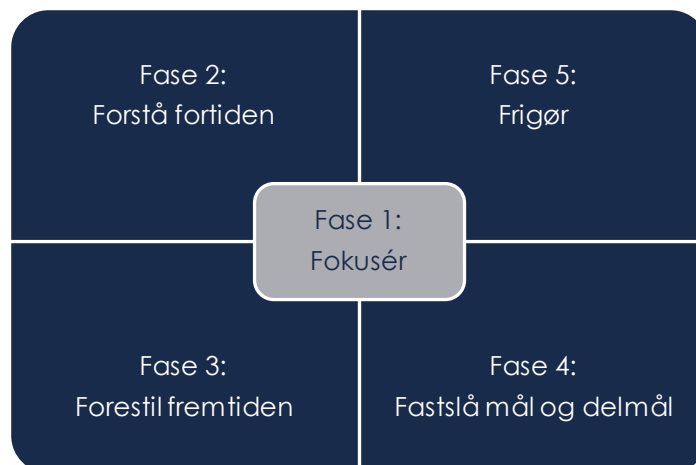 Fase 2:
Forstå fortiden
Fase 5:
Frigør
Fase 1:
Fokusér
Fase 3:
Forestil fremtiden
Fase 4:
Fastslå mål og delmål